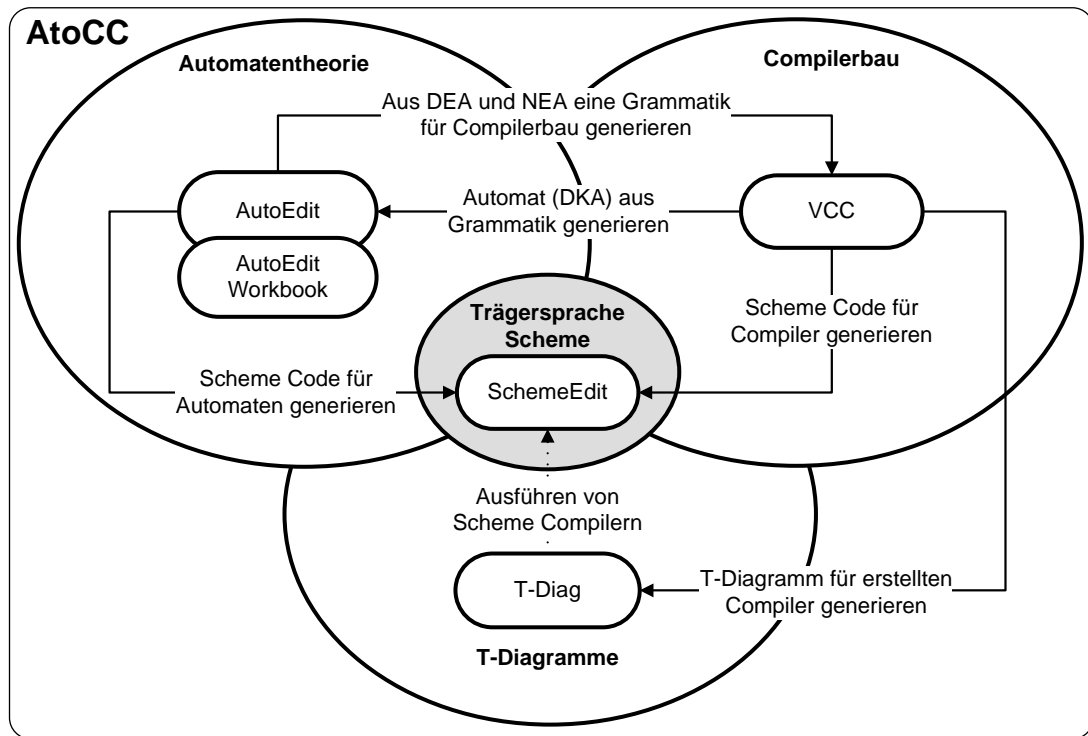 AtoCC
Automatentheorie
Compilerbau
Aus DEA und NEA eine Grammatik
für Compilerbau generieren
AutoEdit
Automat (DKA) aus
Grammatik generieren
VCC
AutoEdit
Workbook
Trägersprache
Scheme
Scheme Code für
Compiler generieren
Scheme Code für
Automaten generieren
SchemeEdit
Ausführen von
Scheme Compilern
T-Diag
T-Diagramm für erstellten
Compiler generieren
T-Diagramme